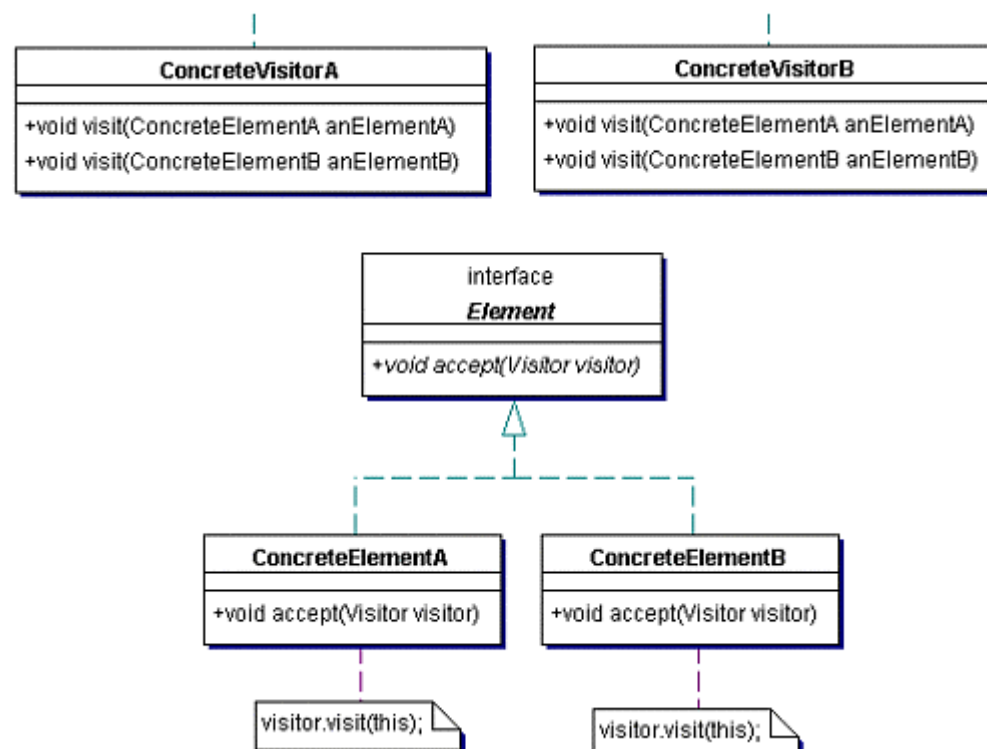 ConcreteVisitorA
+void visit(ConcreteElementA anElementA)
+void visit(ConcreteElementB anElementB)
ConcreteVisitorB
+void visit(ConcreteElementA anElementA)
+void visit(ConcreteElementB anElementB)
interface
Element
+void accept(Visitor visitor)
ConcreteElementA
+void accept(Visitor visitor)
ConcreteElementB
+void accept(Visitor visitor)
visitor.visit(this);
visitor.visit(this);